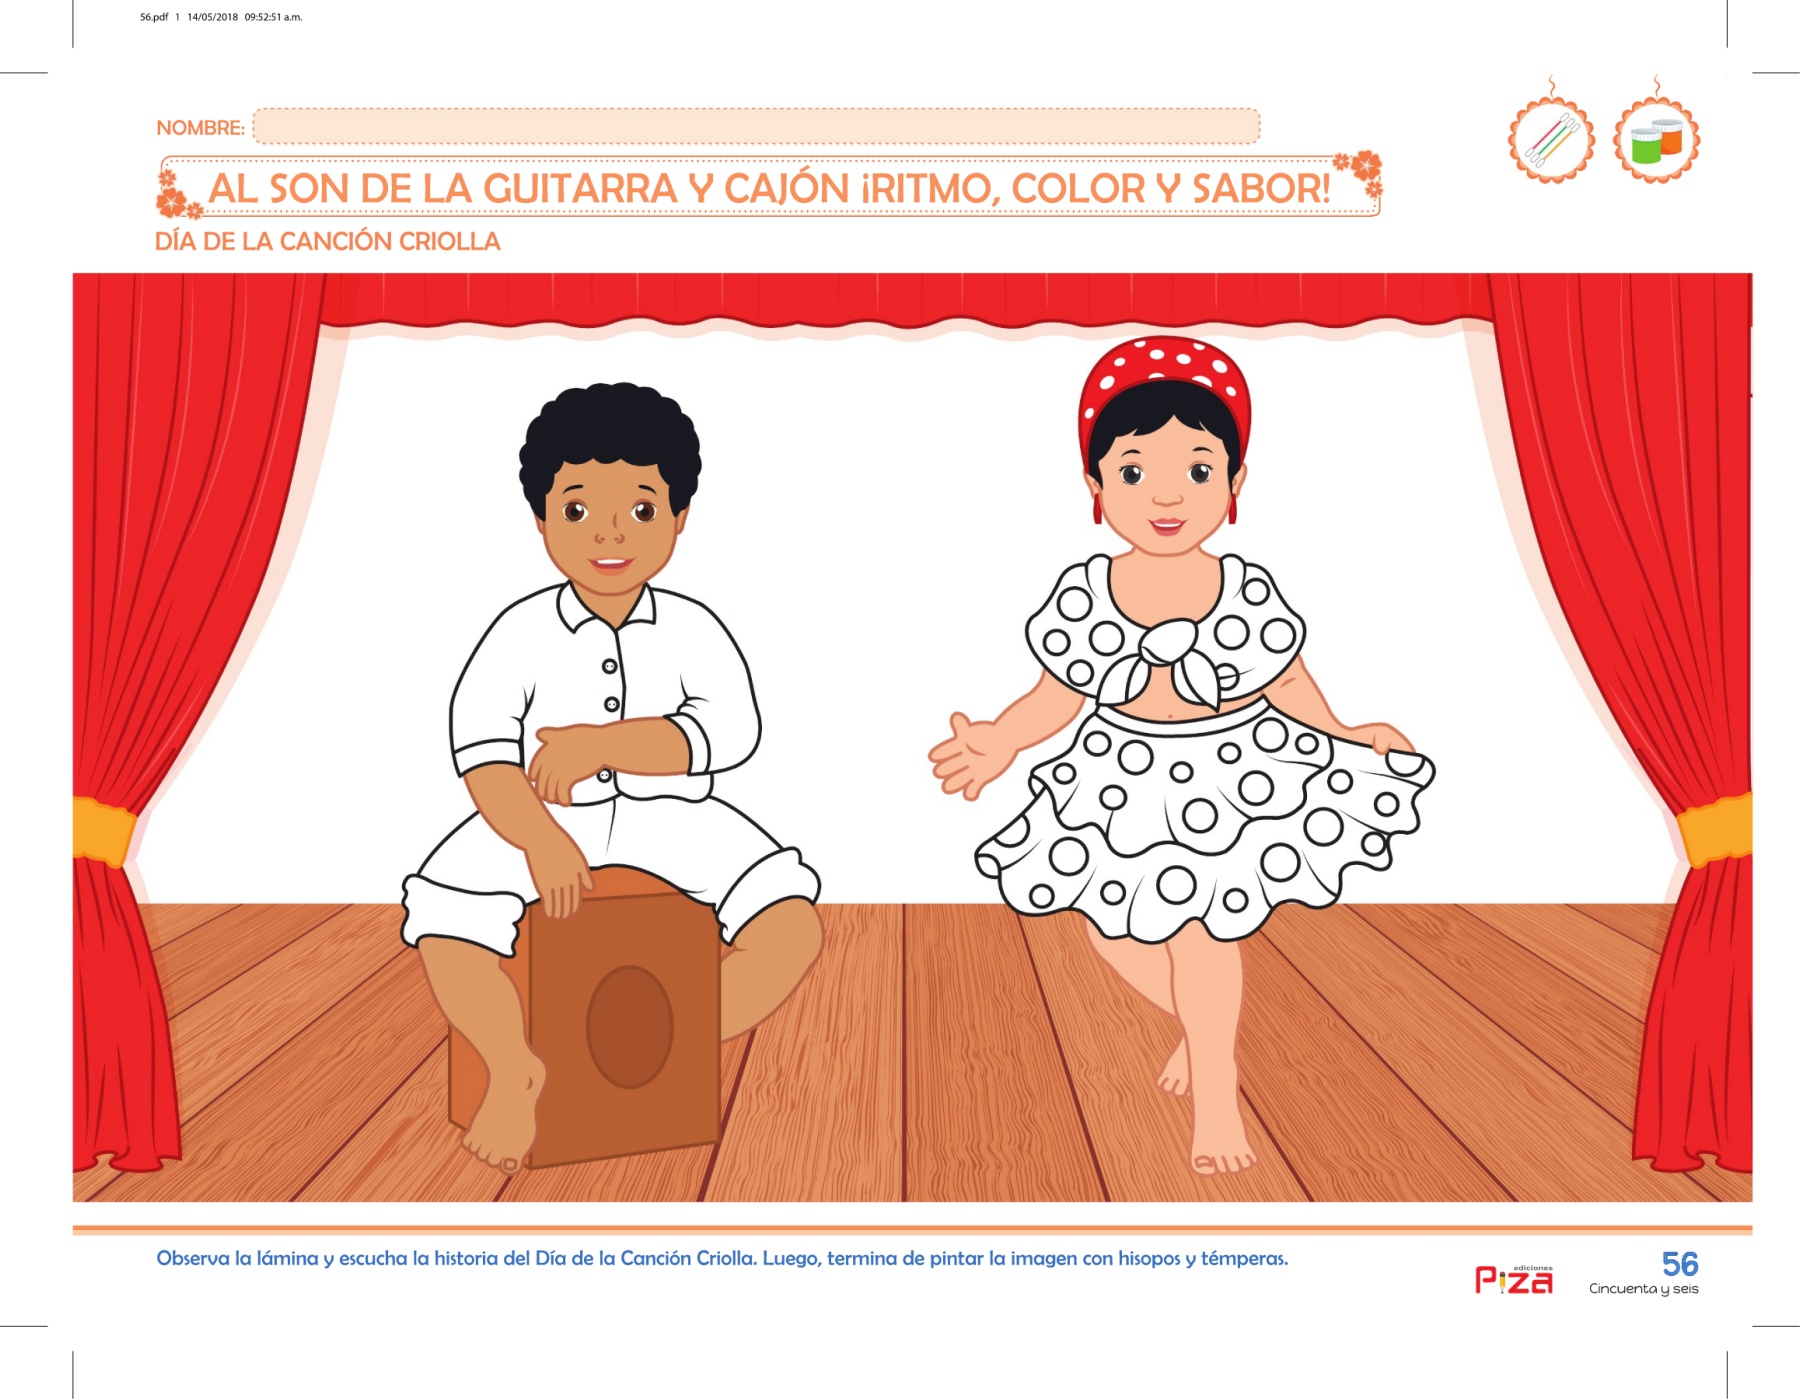 56.pdf 1 14/05/2018 09:52:51 a.m.
NOMBRE:
AL SON DE LA GUITARRA Y CAJÓN ¡RITMO, COLOR Y SABOR!
DÍA DE LA CANCIÓN CRIOLLA
Observa la lámina y escucha la historia del Día de la Canción Criolla. Luego, termina de pintar la imagen con hisopos y témperas.
ediciones
Piza
56
Cincuenta y seis